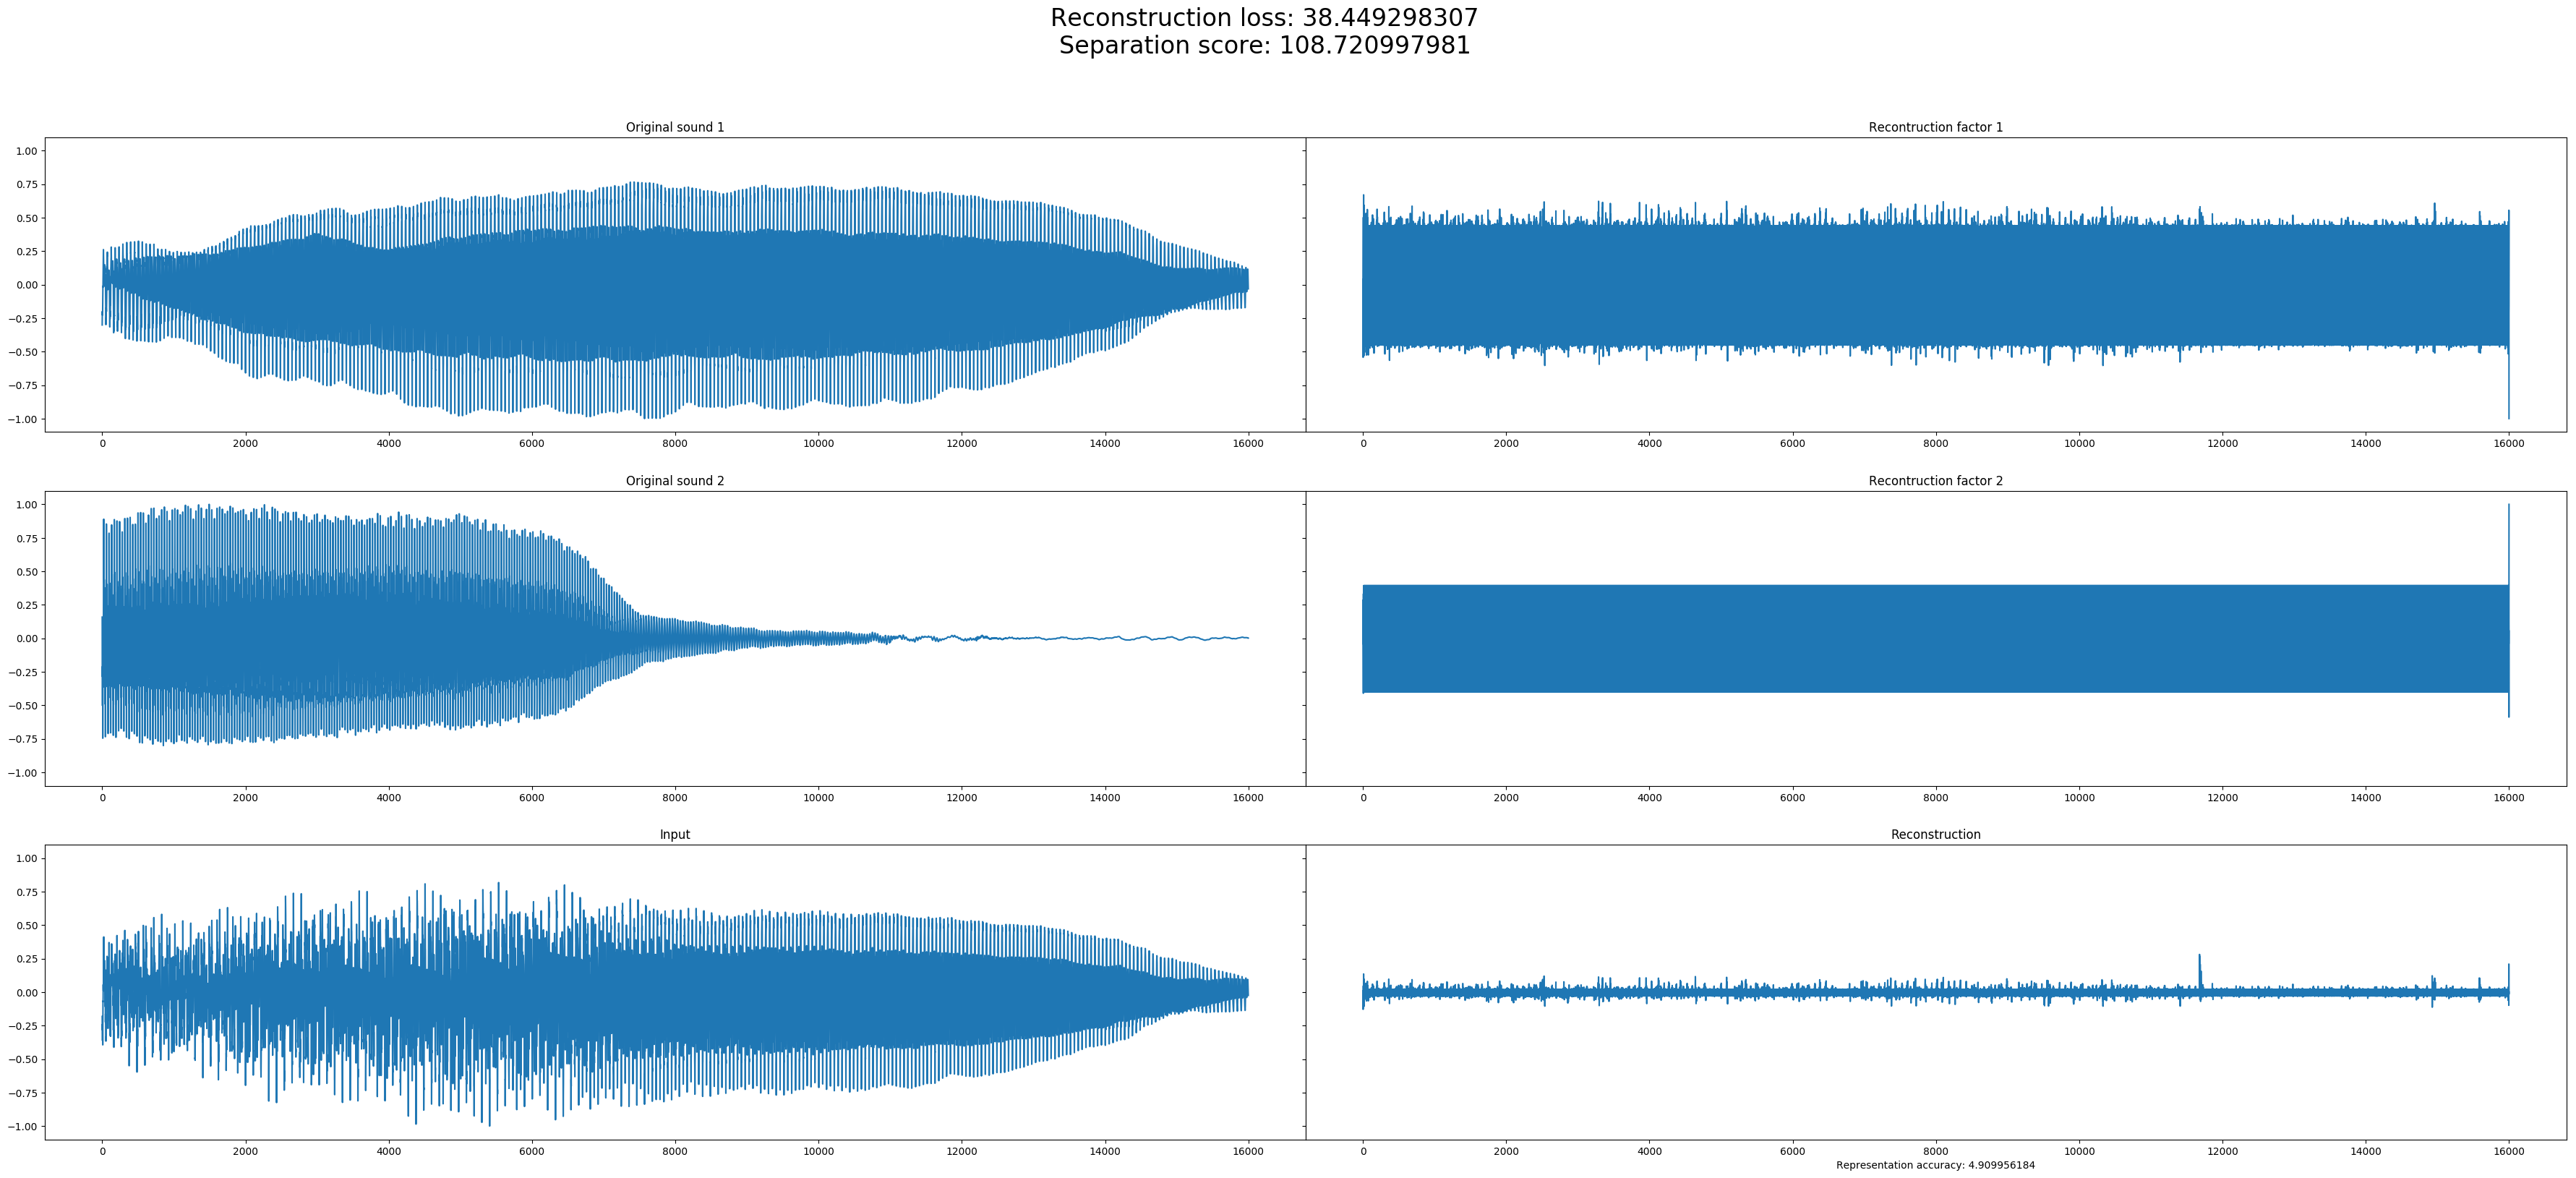 Reconstruction loss: 38.449298307
Separation score: 108.720997981
Original sound 1
Recontruction factor 1
1.00
0.75
0.50
0.25
0.00
−0.25
−0.50
−0.75
−1.00
0 2000 4000 6000 8000 10000 12000 14000 16000
0 2000 4000 6000 8000 10000 12000 14000 16000
Original sound 2
Recontruction factor 2
1.00
0.75
0.50
0.25
0.00
−0.25
−0.50
−0.75
−1.00
0 2000 4000 6000 8000 10000 12000 14000 16000
0 2000 4000 6000 8000 10000 12000 14000 16000
Input
Reconstruction
1.00
0.75
0.50
0.25
0.00
−0.25
−0.50
−0.75
−1.00
0 2000 4000 6000 8000 10000 12000 14000 16000
0 2000 4000 6000 8000 10000 12000 14000 16000
Representation accuracy: 4.909956184